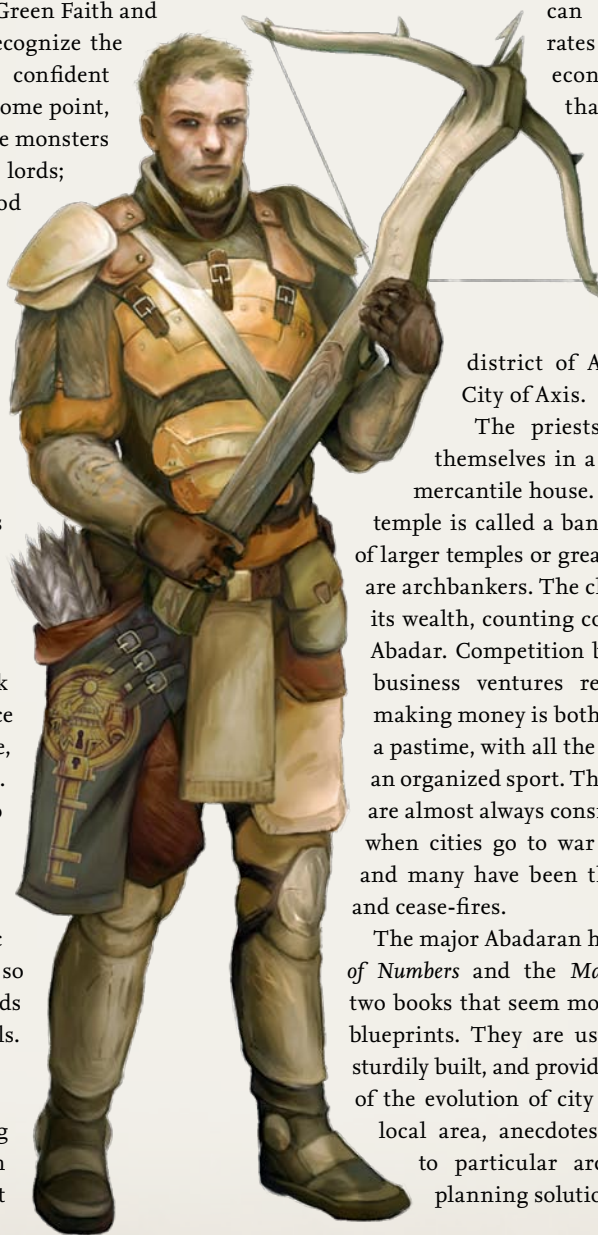 Green Faith and
ecognize the
confident
ome point,
e monsters
lords;
od
s
k
ce
e,
.
o
c
so
ds
ls.
g
n
t
can
rates
econ
tha
district of A
City of Axis.
The priests
themselves in a
mercantile house.
temple is called a ban
of larger temples or grea
are archbankers. The cl
its wealth, counting co
Abadar. Competition b
business ventures re
making money is both
a pastime, with all the
an organized sport. Th
are almost always consi
when cities go to war
and many have been th
and cease-fires.
The major Abadaran h
of Numbers and the Ma
two books that seem mo
blueprints. They are us
sturdily built, and provid
of the evolution of city
local area, anecdotes
to particular arc
planning solutio